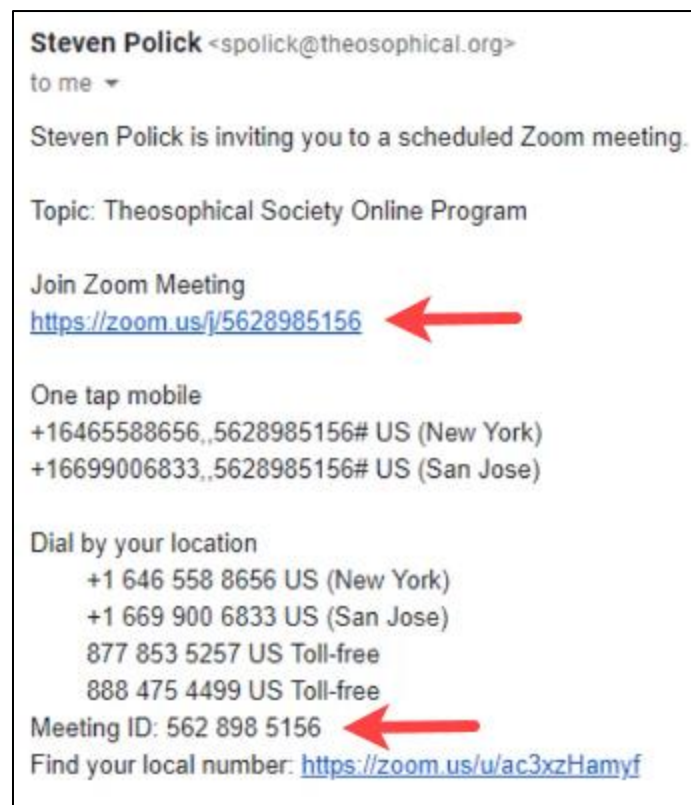 Steven Polick <spolick@theosophical.org>
to me
Steven Polick is inviting you to a scheduled Zoom meeting.
Topic: Theosophical Society Online Program
Join Zoom Meeting
https://zoom.us/j/5628985156
One tap mobile
+16465588656,,5628985156# US (New York)
+16699006833,,5628985156# US (San Jose)
Dial by your location
+1 646 558 8656 US (New York)
+1 669 900 6833 US (San Jose)
877 853 5257 US Toll-free
888 475 4499 US Toll-free
Meeting ID: 562 898 5156
Find your local number: https://zoom.us/u/ac3xzHamyf